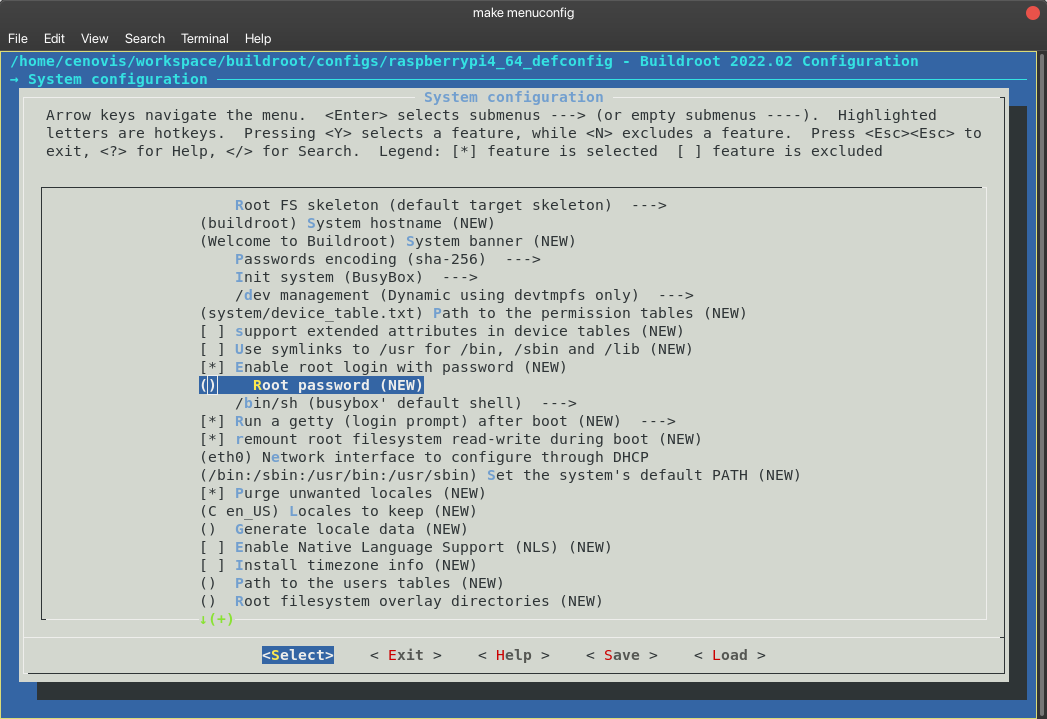 make menuconfig
File Edit View Search Terminal Help
/home/cenovis/workspace/buildroot/configs/raspberrypi4_64_defconfig - Buildroot 2022.02 Configuration
→ System configuration
System configuration
Arrow keys navigate the menu.  <Enter> selects submenus ---> (or empty submenus ----).  Highlighted
letters are hotkeys.  Pressing <Y> selects a feature, while <N> excludes a feature.  Press <Esc><Esc> to
exit, <?> for Help, </> for Search.  Legend: [*] feature is selected  [ ] feature is excluded
Root FS skeleton (default target skeleton)  --->
(buildroot) System hostname (NEW)
(Welcome to Buildroot) System banner (NEW)
Passwords encoding (sha-256)  --->
Init system (BusyBox)  --->
/dev management (Dynamic using devtmpfs only)  --->
(system/device_table.txt) Path to the permission tables (NEW)
[ ] support extended attributes in device tables (NEW)
[ ] Use symlinks to /usr for /bin, /sbin and /lib (NEW)
[*] Enable root login with password (NEW)
()    Root password (NEW)
/bin/sh (busybox' default shell)  --->
[*] Run a getty (login prompt) after boot (NEW)  --->
[*] remount root filesystem read-write during boot (NEW)
(eth0) Network interface to configure through DHCP
(/bin:/sbin:/usr/bin:/usr/sbin) Set the system's default PATH (NEW)
[*] Purge unwanted locales (NEW)
(C en_US) Locales to keep (NEW)
()  Generate locale data (NEW)
[ ] Enable Native Language Support (NLS) (NEW)
[ ] Install timezone info (NEW)
()  Path to the users tables (NEW)
()  Root filesystem overlay directories (NEW)
↓(+)
<Select>    < Exit >    < Help >    < Save >    < Load >